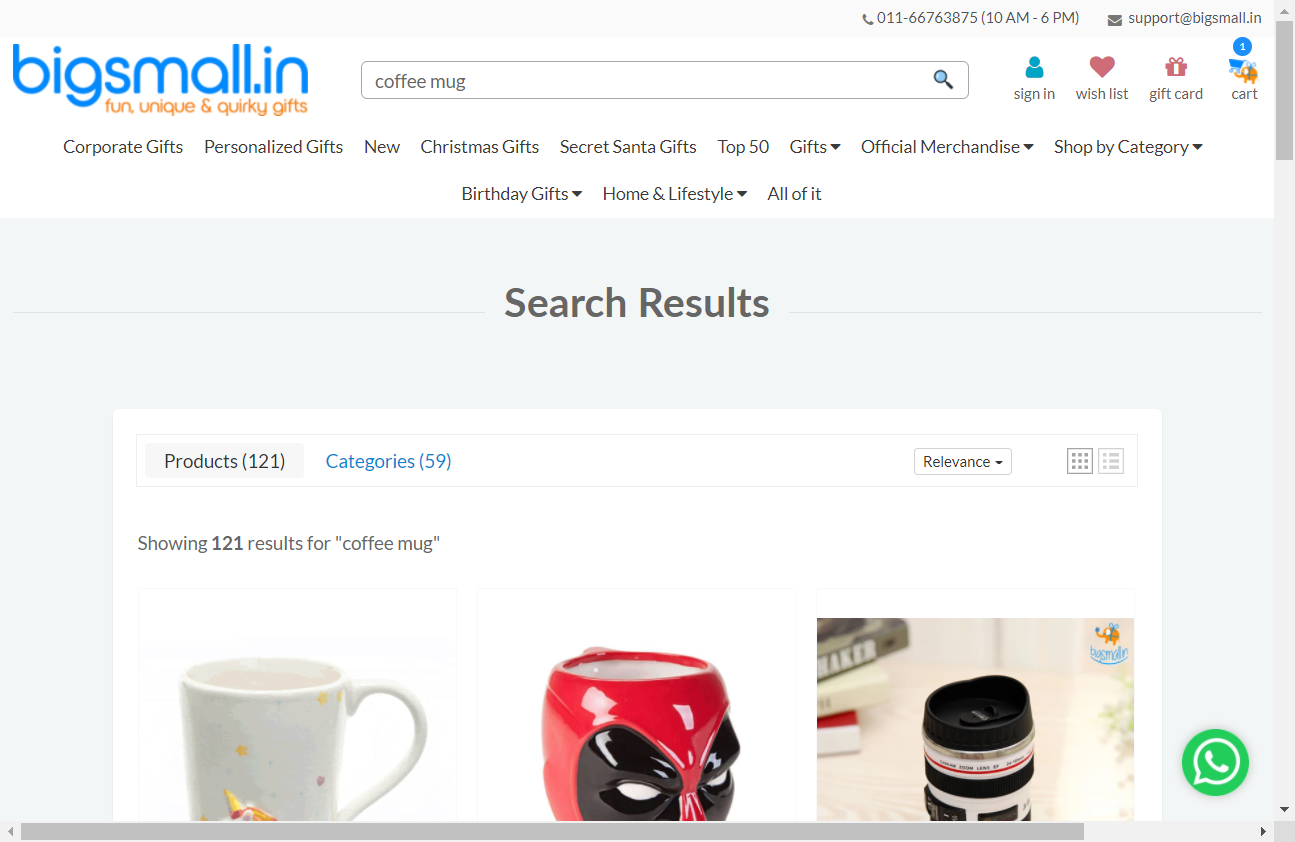 011-66763875 (10 AM - 6 PM)
support@bigsmall.in
bigsmall.in
fun, unique & quirky gifts
coffee mug
sign in
wish list
gift card
1
cart
Corporate Gifts
Personalized Gifts
New
Christmas Gifts
Secret Santa Gifts
Top 50
Gifts
Official Merchandise
Shop by Category
Birthday Gifts
Home & Lifestyle
All of it
Search Results
Products (121)
Categories (59)
Relevance
Showing 121 results for "coffee mug"
bigsmall.in